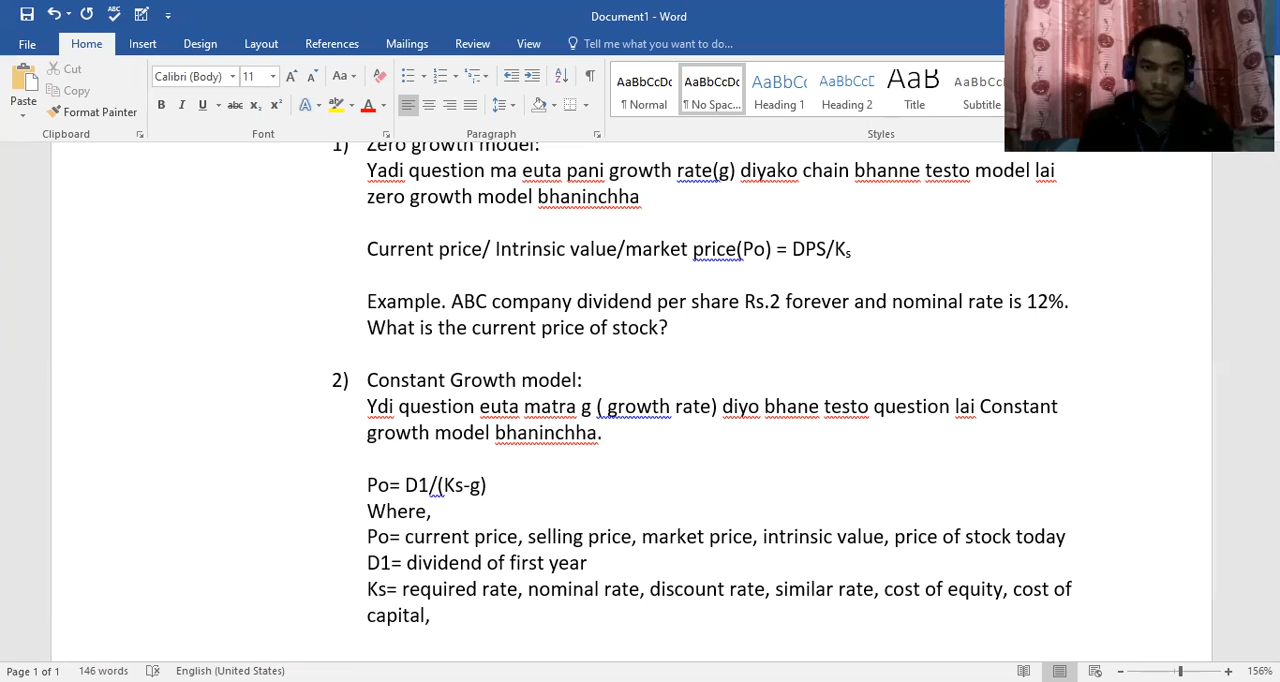 Document1 - Word
File Home Insert Design Layout References Mailings Review View Tell me what you want to do...
Paste Cut Copy Format Painter
Calibri (Body) 11
AaBbCcDc AaBbCcDc AaBbCc AaBbCcD AaB AaBbCcD
¶ Normal ¶ No Spac... Heading 1 Heading 2 Title Subtitle
Clipboard Font Paragraph Styles
1) Zero growth model:
Yadi question ma euta pani growth rate(g) diyako chain bhanne testo model lai
zero growth model bhaninchha
Current price/ Intrinsic value/market price(Po) = DPS/Ks
Example. ABC company dividend per share Rs.2 forever and nominal rate is 12%.
What is the current price of stock?
2) Constant Growth model:
Ydi question euta matra g ( growth rate) diyo bhane testo question lai Constant
growth model bhaninchha.
Po= D1/(Ks-g)
Where,
Po= current price, selling price, market price, intrinsic value, price of stock today
D1= dividend of first year
Ks= required rate, nominal rate, discount rate, similar rate, cost of equity, cost of
capital,
Page 1 of 1 146 words English (United States) 156%